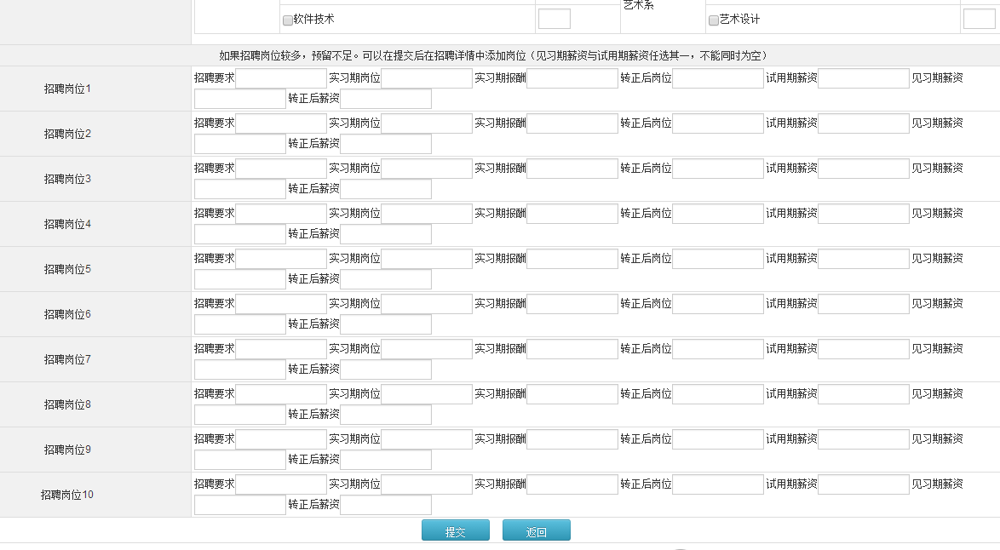 艺术系
软件技术
艺术设计
如果招聘岗位较多，预留不足。可以在提交后在招聘详情中添加岗位（见习期薪资与试用期薪资任选其一，不能同时为空）
招聘岗位1
招聘要求 实习期岗位 实习期报酬 转正后岗位 试用期薪资 见习期薪资
转正后薪资
招聘岗位2
招聘要求 实习期岗位 实习期报酬 转正后岗位 试用期薪资 见习期薪资
转正后薪资
招聘岗位3
招聘要求 实习期岗位 实习期报酬 转正后岗位 试用期薪资 见习期薪资
转正后薪资
招聘岗位4
招聘要求 实习期岗位 实习期报酬 转正后岗位 试用期薪资 见习期薪资
转正后薪资
招聘岗位5
招聘要求 实习期岗位 实习期报酬 转正后岗位 试用期薪资 见习期薪资
转正后薪资
招聘岗位6
招聘要求 实习期岗位 实习期报酬 转正后岗位 试用期薪资 见习期薪资
转正后薪资
招聘岗位7
招聘要求 实习期岗位 实习期报酬 转正后岗位 试用期薪资 见习期薪资
转正后薪资
招聘岗位8
招聘要求 实习期岗位 实习期报酬 转正后岗位 试用期薪资 见习期薪资
转正后薪资
招聘岗位9
招聘要求 实习期岗位 实习期报酬 转正后岗位 试用期薪资 见习期薪资
转正后薪资
招聘岗位10
招聘要求 实习期岗位 实习期报酬 转正后岗位 试用期薪资 见习期薪资
转正后薪资
提交 返回